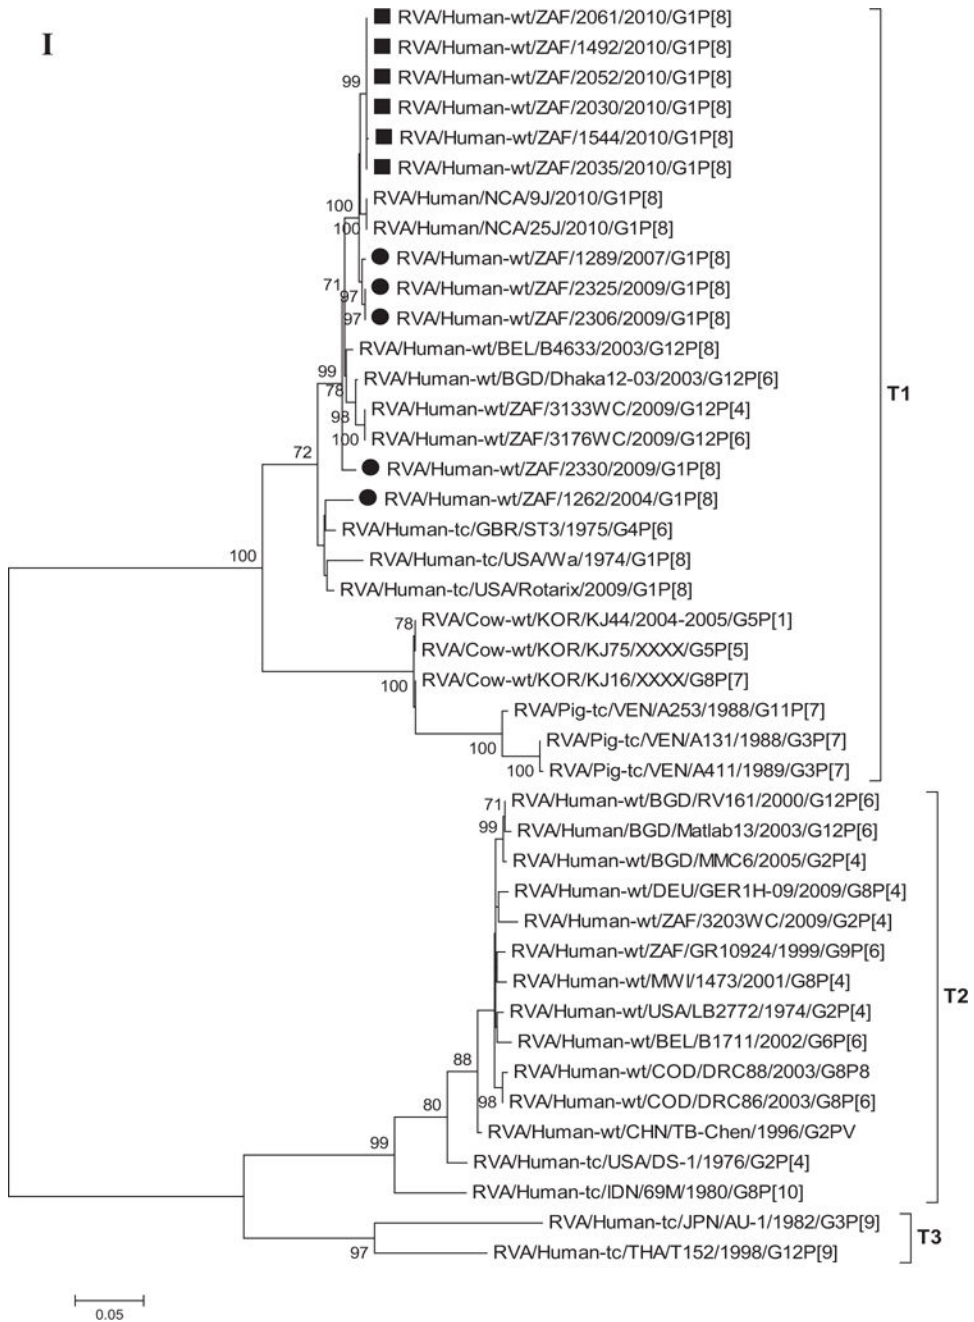 I
RVA/Human-wt/ZAF/2061/2010/G1P[8]
RVA/Human-wt/ZAF/1492/2010/G1P[8]
RVA/Human-wt/ZAF/2052/2010/G1P[8]
99
RVA/Human-wt/ZAF/2030/2010/G1P[8]
RVA/Human-wt/ZAF/1544/2010/G1P[8]
RVA/Human-wt/ZAF/2035/2010/G1P[8]
RVA/Human/NCA/9J/2010/G1P[8]
100
100
RVA/Human/NCA/25J/2010/G1P[8]
RVA/Human-wt/ZAF/1289/2007/G1P[8]
71
97
RVA/Human-wt/ZAF/2325/2009/G1P[8]
97
RVA/Human-wt/ZAF/2306/2009/G1P[8]
RVA/Human-wt/BEL/B4633/2003/G12P[8]
99
78
RVA/Human-wt/BGD/Dhaka12-03/2003/G12P[6]
T1
98
RVA/Human-wt/ZAF/3133WC/2009/G12P[4]
100
RVA/Human-wt/ZAF/3176WC/2009/G12P[6]
72
RVA/Human-wt/ZAF/2330/2009/G1P[8]
RVA/Human-wt/ZAF/1262/2004/G1P[8]
RVA/Human-tc/GBR/ST3/1975/G4P[6]
100
RVA/Human-tc/USA/Wa/1974/G1P[8]
RVA/Human-tc/USA/Rotarix/2009/G1P[8]
78
RVA/Cow-wt/KOR/KJ44/2004-2005/G5P[1]
RVA/Cow-wt/KOR/KJ75/XXXX/G5P[5]
100
RVA/Cow-wt/KOR/KJ16/XXXX/G8P[7]
RVA/Pig-tc/VEN/A253/1988/G11P[7]
100
RVA/Pig-tc/VEN/A131/1988/G3P[7]
100
RVA/Pig-tc/VEN/A411/1989/G3P[7]
71
RVA/Human-wt/BGD/RV161/2000/G12P[6]
99
RVA/Human/BGD/Matlab13/2003/G12P[6]
RVA/Human-wt/BGD/MMC6/2005/G2P[4]
RVA/Human-wt/DEU/GER1H-09/2009/G8P[4]
RVA/Human-wt/ZAF/3203WC/2009/G2P[4]
RVA/Human-wt/ZAF/GR10924/1999/G9P[6]
RVA/Human-wt/MWI/1473/2001/G8P[4]
T2
RVA/Human-wt/USA/LB2772/1974/G2P[4]
RVA/Human-wt/BEL/B1711/2002/G6P[6]
88
RVA/Human-wt/COD/DRC88/2003/G8P8
80
98
RVA/Human-wt/COD/DRC86/2003/G8P[6]
RVA/Human-wt/CHN/TB-Chen/1996/G2PV
99
RVA/Human-tc/USA/DS-1/1976/G2P[4]
RVA/Human-tc/IDN/69M/1980/G8P[10]
RVA/Human-tc/JPN/AU-1/1982/G3P[9]
T3
97
RVA/Human-tc/THA/T152/1998/G12P[9]
0.05